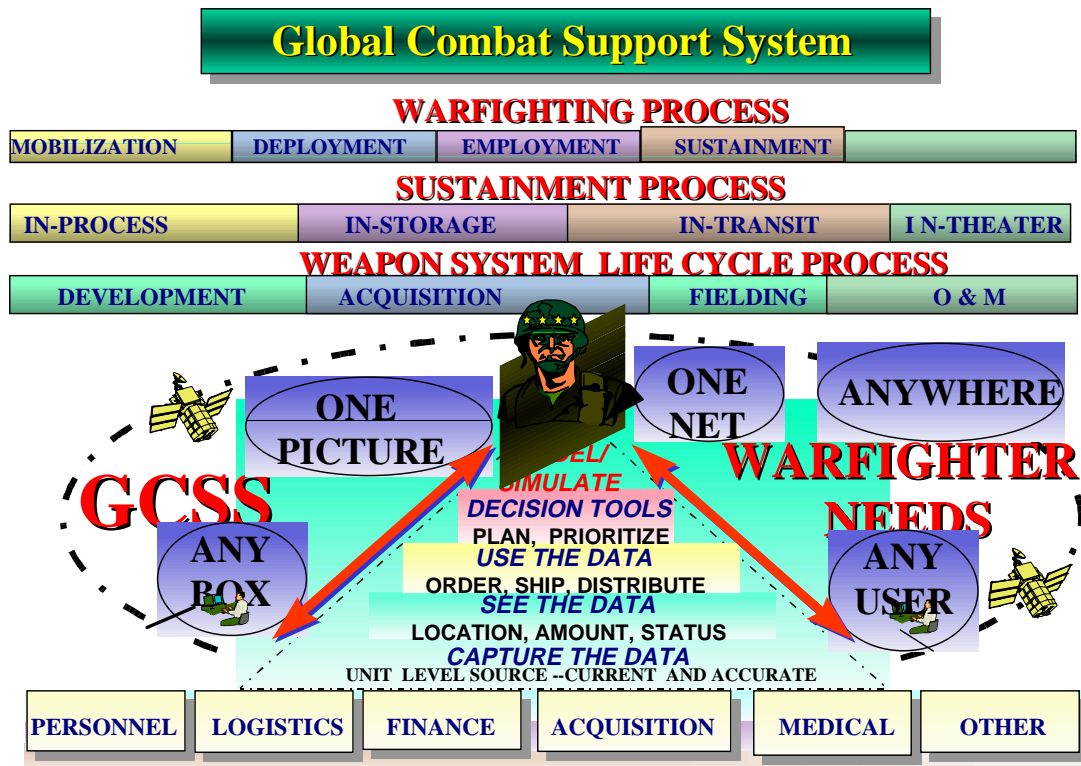 Global Combat Support System
WARFIGHTING PROCESS
MOBILIZATION DEPLOYMENT EMPLOYMENT SUSTAINMENT
SUSTAINMENT PROCESS
IN-PROCESS IN-STORAGE IN-TRANSIT I N-THEATER
WEAPON SYSTEM LIFE CYCLE PROCESS
DEVELOPMENT ACQUISITION FIELDING O & M
ONE
PICTURE
ONE
NET
ANYWHERE
GCSS
WARFIGHTER
NEEDS
ANY
BOX
ANY
USER
SIMULATE
DECISION TOOLS
PLAN, PRIORITIZE
USE THE DATA
ORDER, SHIP, DISTRIBUTE
SEE THE DATA
LOCATION, AMOUNT, STATUS
CAPTURE THE DATA
UNIT LEVEL SOURCE --CURRENT AND ACCURATE
PERSONNEL LOGISTICS FINANCE ACQUISITION MEDICAL OTHER